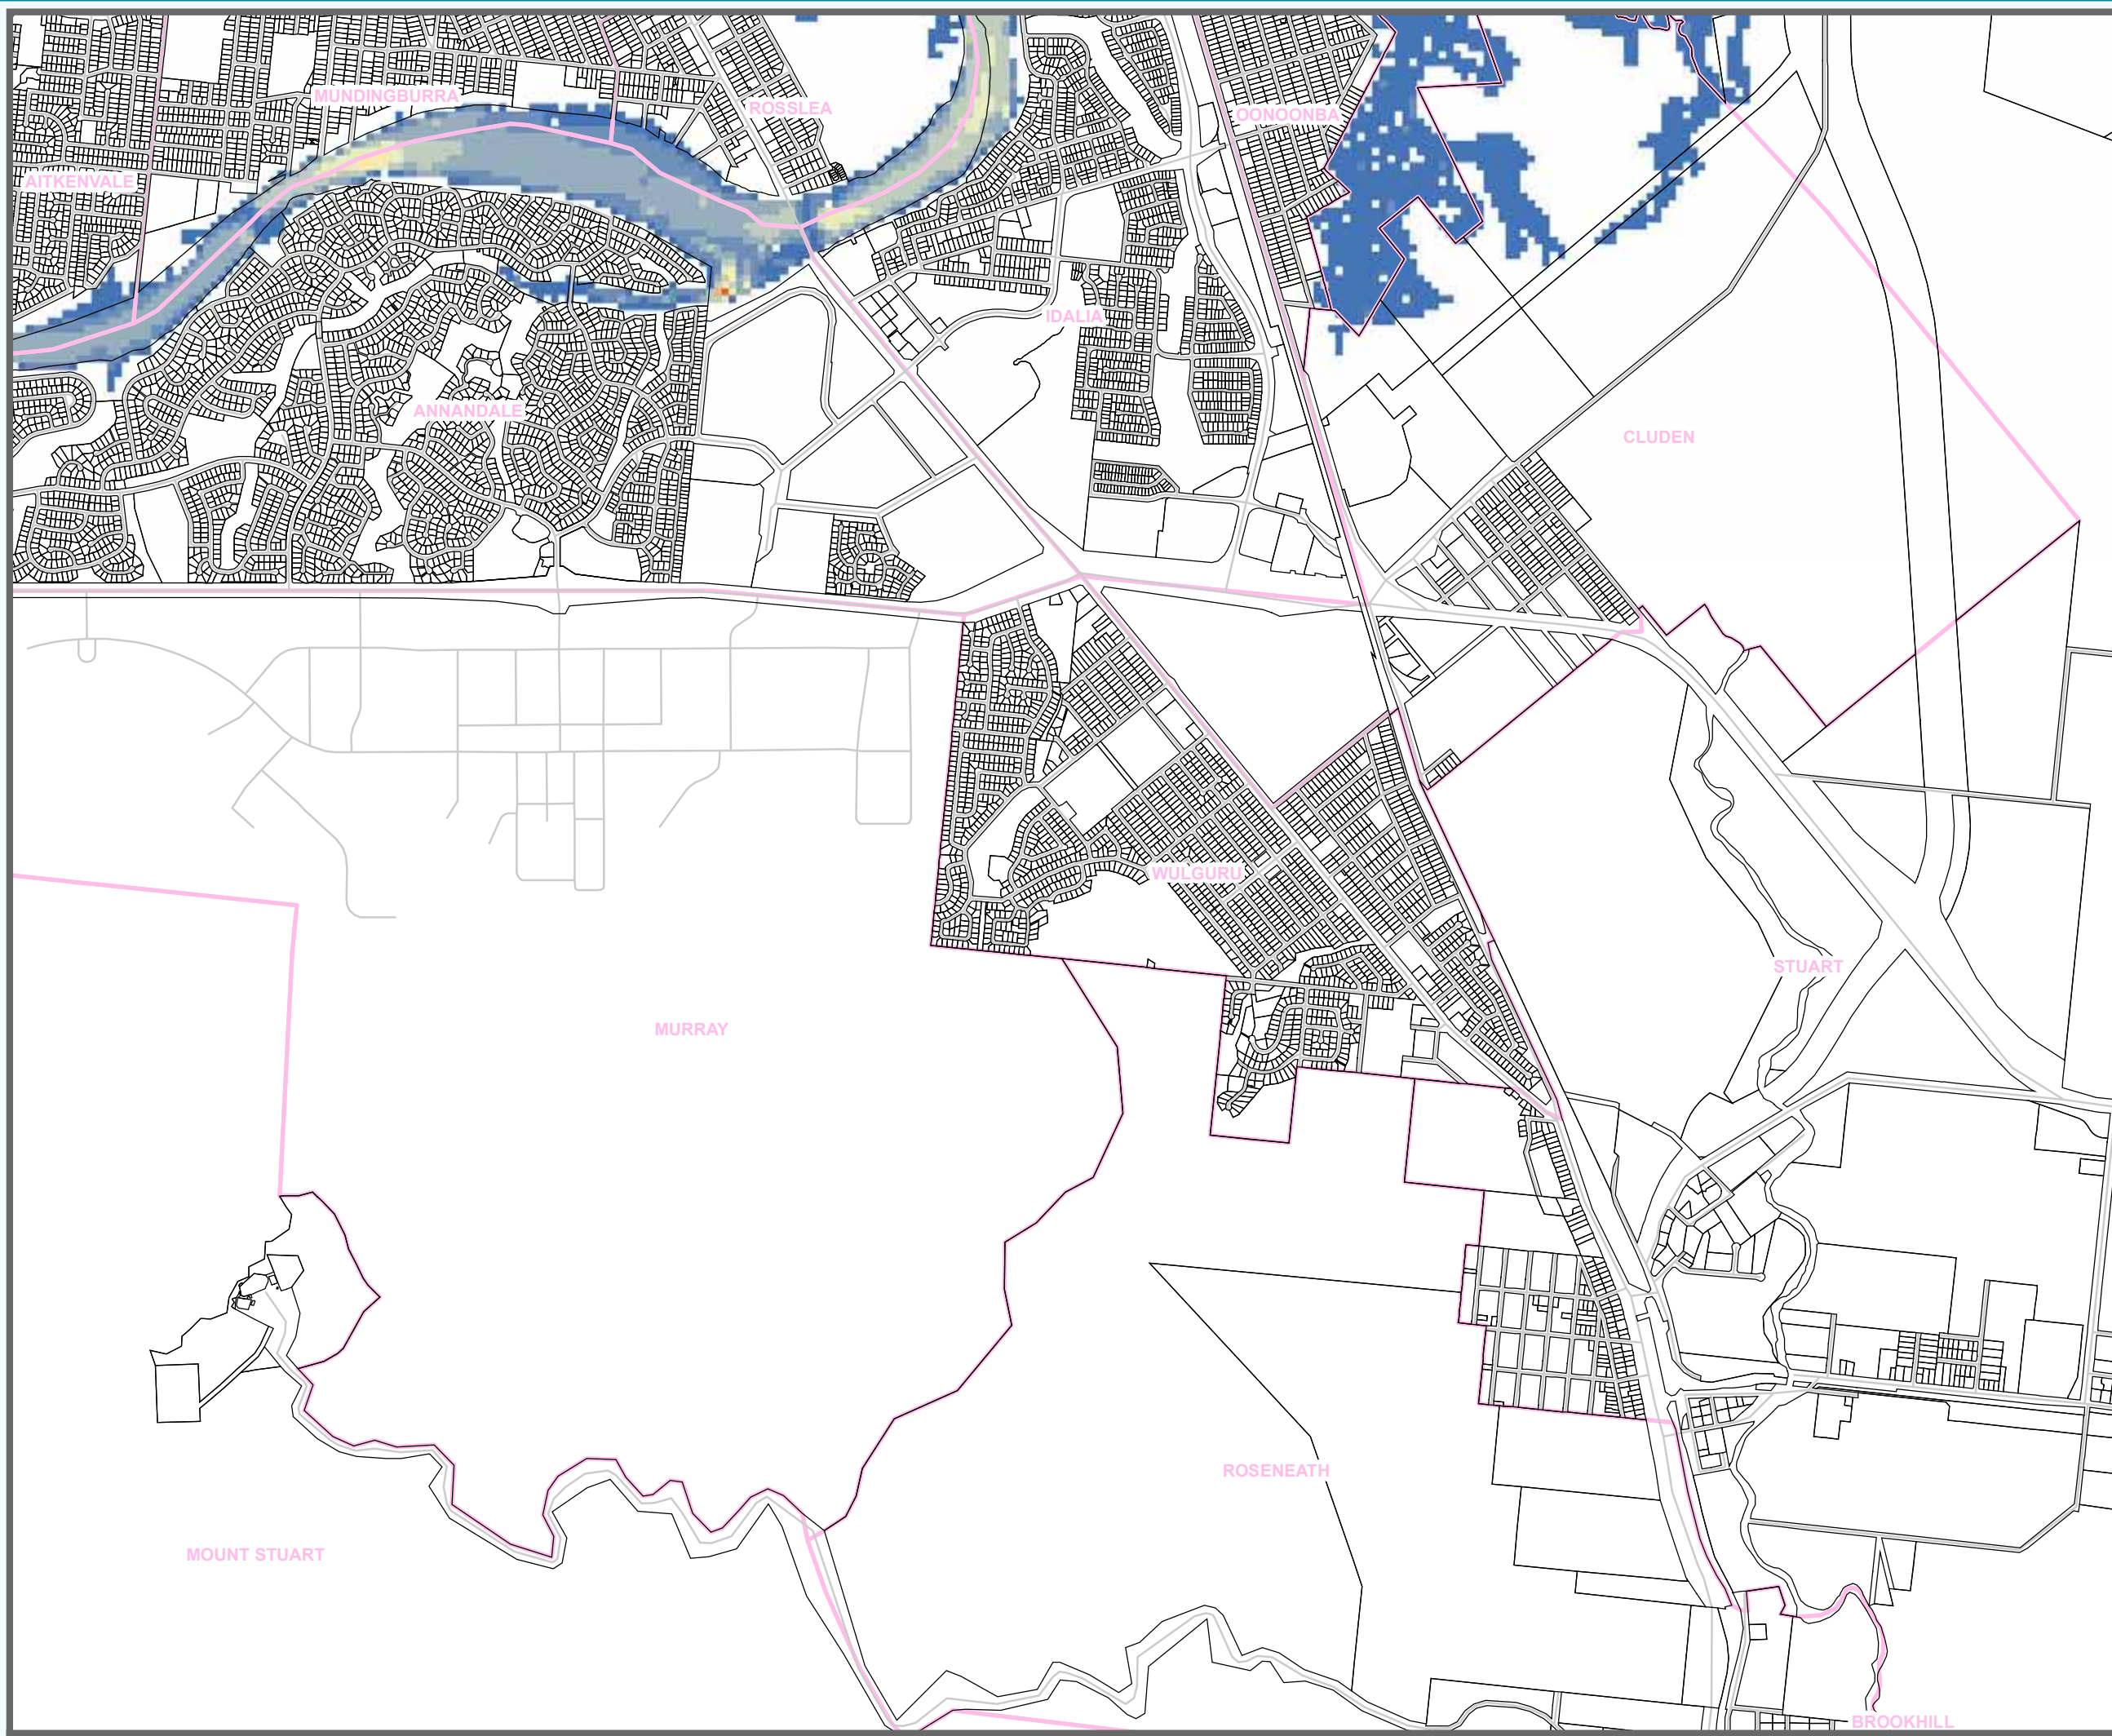 MUNDINGBURRA
ROSSLEA
OONOONBA
AITKENVALE
IDALIA
ANNANDALE
CLUDEN
WULGURU
STUART
MURRAY
ROSENEATH
MOUNT STUART
BROOKHILL